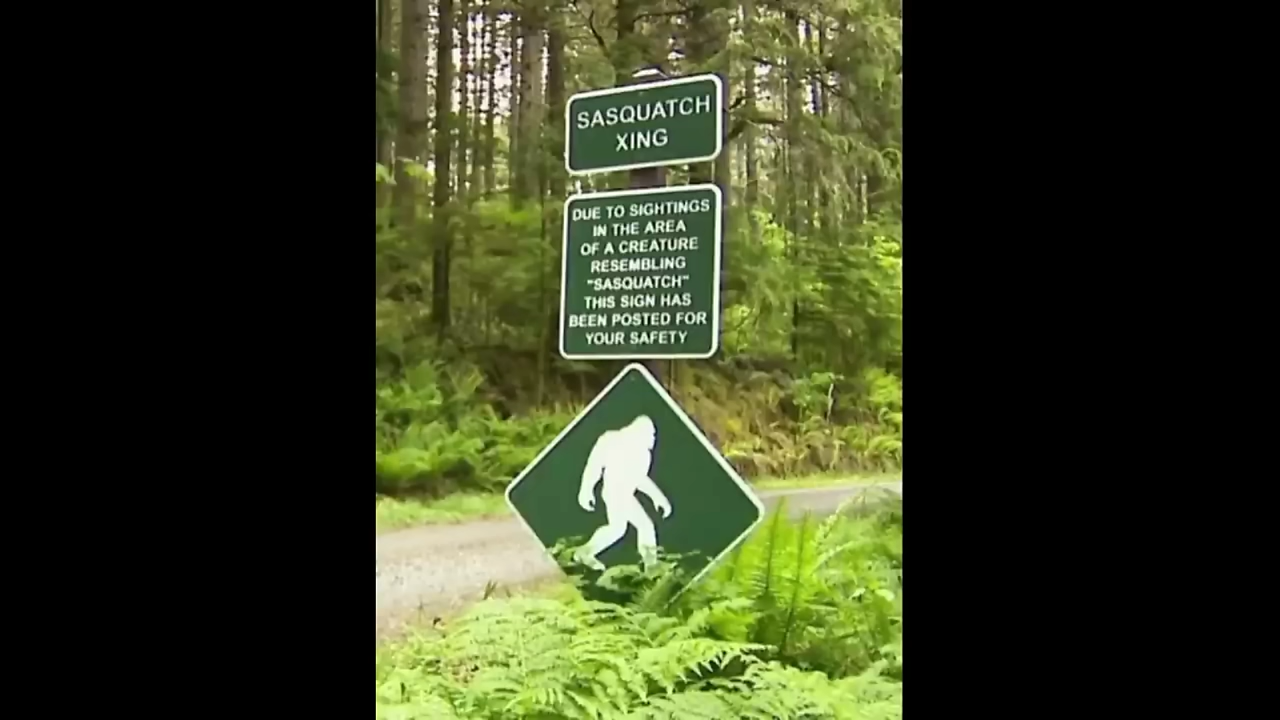 SASQUATCH
XING
DUE TO SIGHTINGS
IN THE AREA
OF A CREATURE
RESEMBLING
"SASQUATCH"
THIS SIGN HAS
BEEN POSTED FOR
YOUR SAFETY